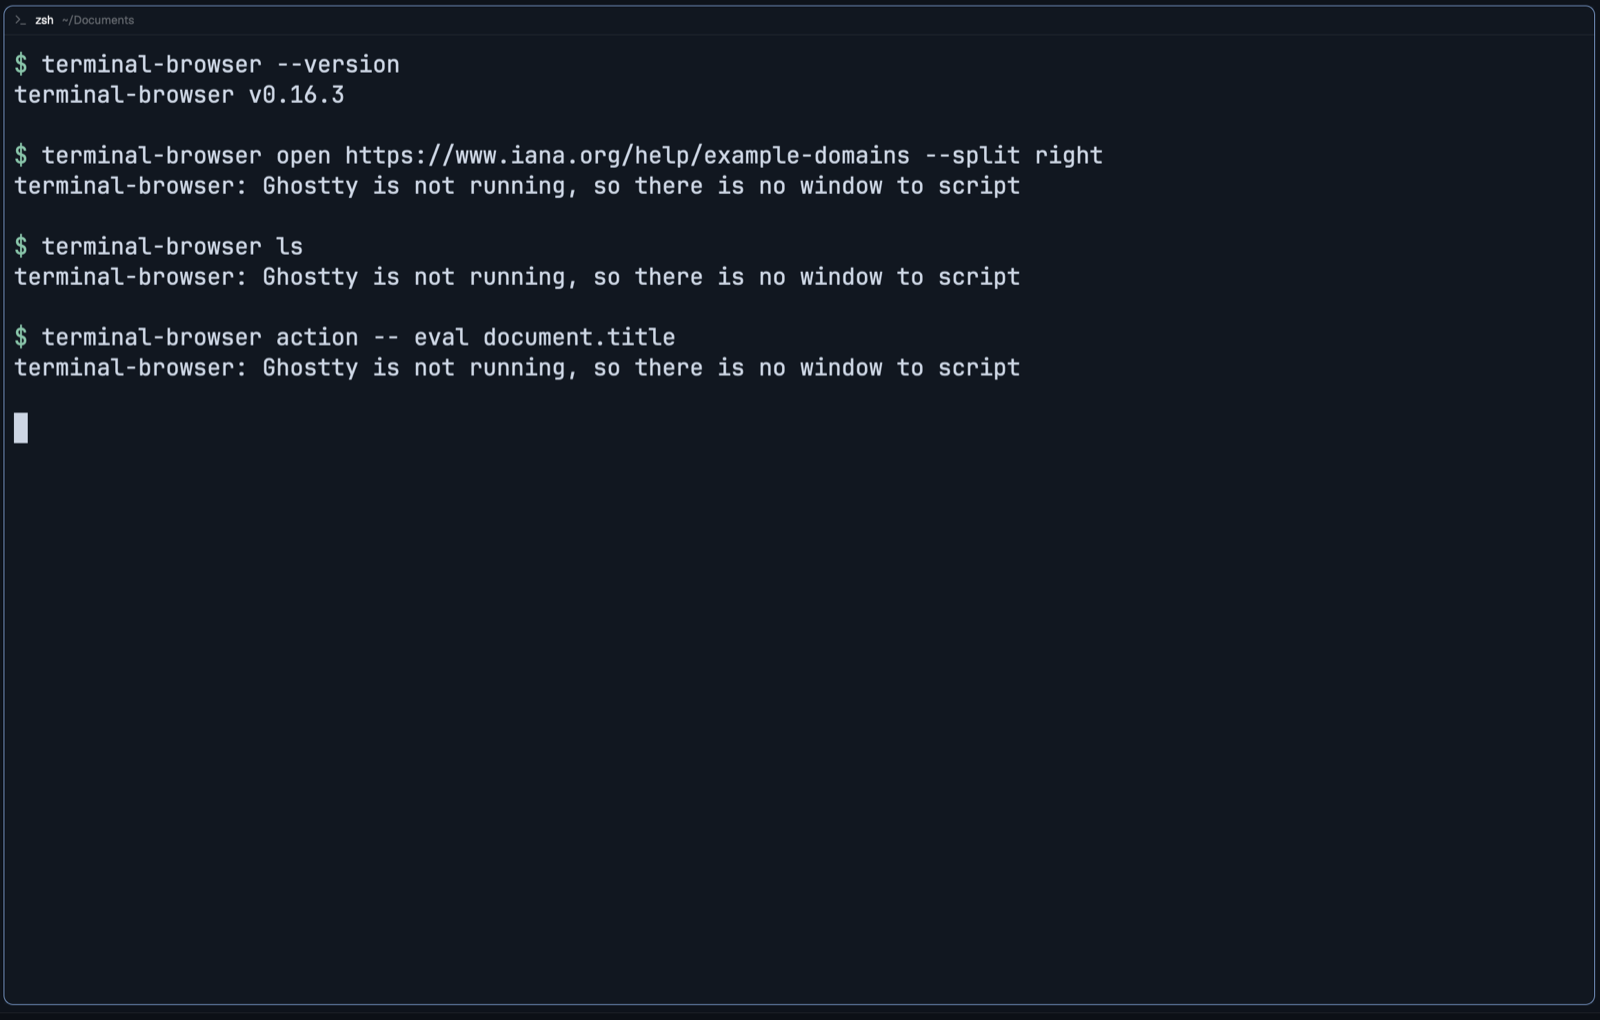 >_ zsh ~/Documents
$ terminal-browser --version
terminal-browser v0.16.3
$ terminal-browser open https://www.iana.org/help/example-domains --split right
terminal-browser: Ghostty is not running, so there is no window to script
$ terminal-browser ls
terminal-browser: Ghostty is not running, so there is no window to script
$ terminal-browser action -- eval document.title
terminal-browser: Ghostty is not running, so there is no window to script